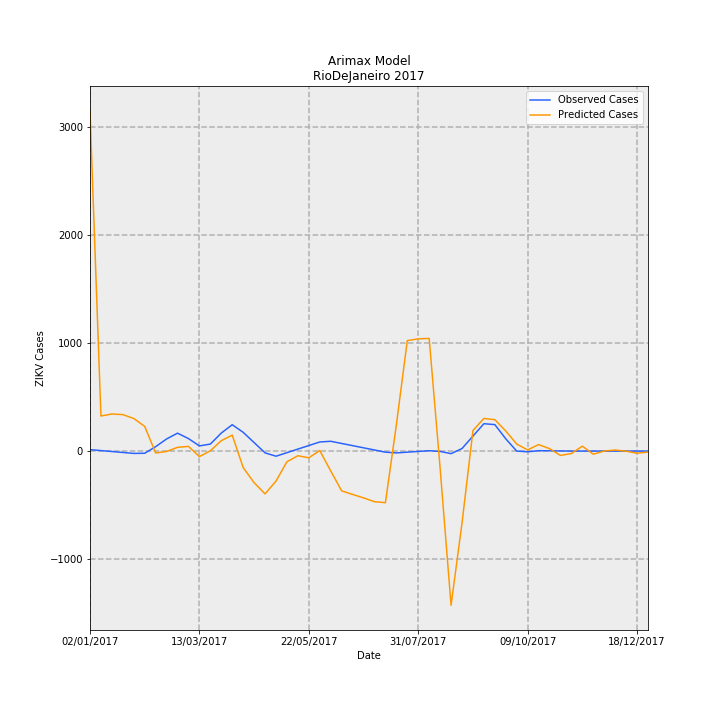 Arimax Model
RioDeJaneiro 2017
Observed Cases
Predicted Cases
3000
2000
1000
0
−1000
ZIKV Cases
02/01/2017 13/03/2017 22/05/2017 31/07/2017 09/10/2017 18/12/2017
Date